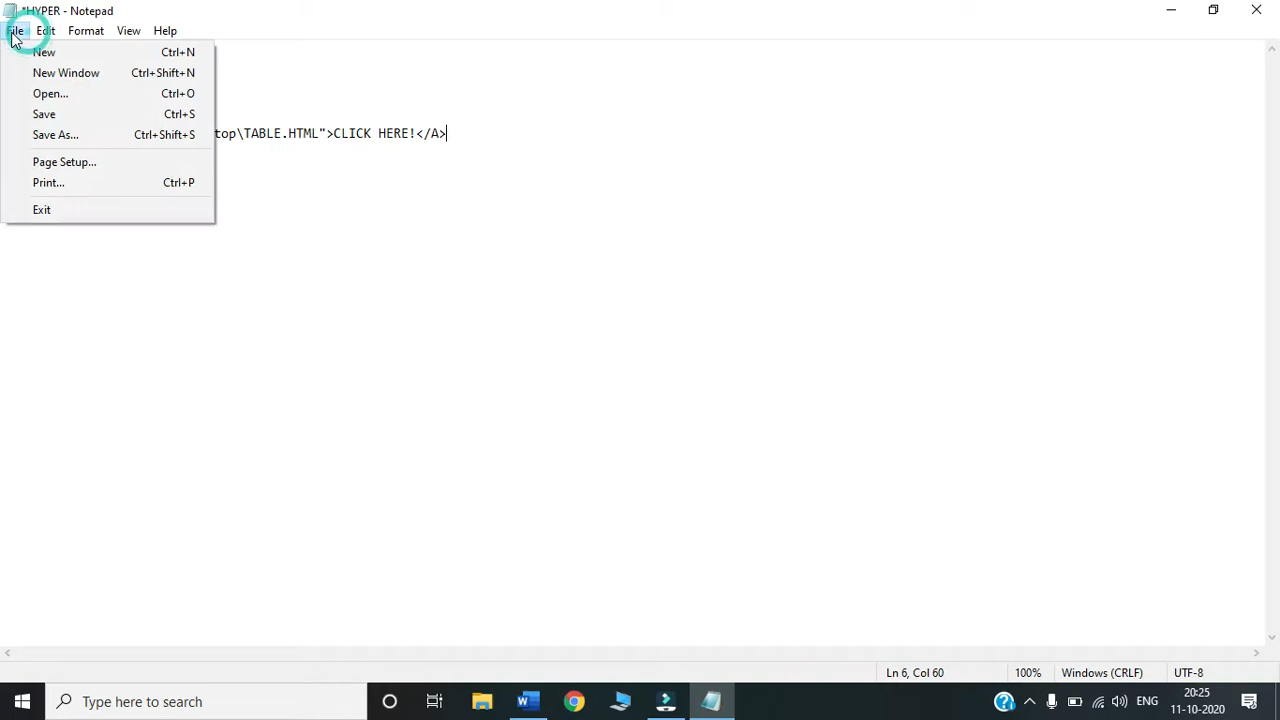 *HYPER - Notepad
File Edit Format View Help
New Ctrl+N
New Window Ctrl+Shift+N
Open... Ctrl+O
Save Ctrl+S
top\TABLE.HTML">CLICK HERE!</A>
Save As... Ctrl+Shift+S
Page Setup...
Print... Ctrl+P
Exit
Ln 6, Col 60 100% Windows (CRLF) UTF-8
Type here to search
ENG
20:25
11-10-2020